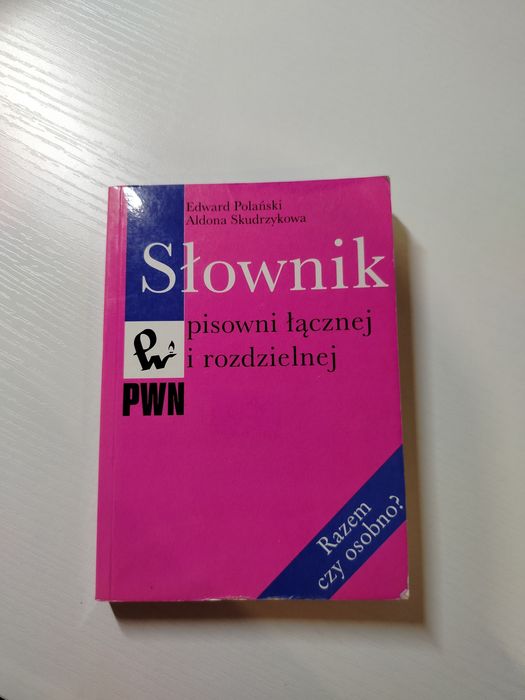 Edward Polański
Aldona Skudrzykowa
Słownik
pisowni łącznej
i rozdzielnej
PWN
Razem
czy osobno?